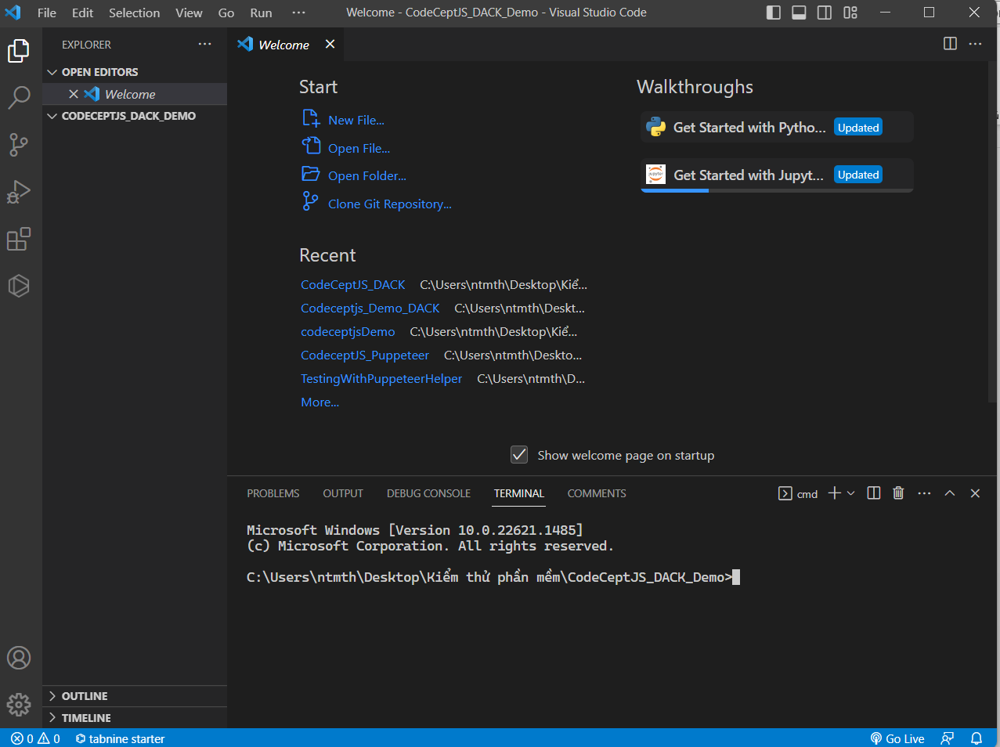 File Edit Selection View Go Run ··· Welcome - CodeCeptJS_DACK_Demo - Visual Studio Code
EXPLORER ···
OPEN EDITORS
Welcome
CODECEPTJS_DACK_DEMO
OUTLINE
TIMELINE
Welcome
Start
New File...
Open File...
Open Folder...
Clone Git Repository...
Recent
CodeCeptJS_DACK C:\Users\ntmth\Desktop\Kiể...
Codeceptjs_Demo_DACK C:\Users\ntmth\Deskt...
codeceptjsDemo C:\Users\ntmth\Desktop\Kiể...
CodeceptJS_Puppeteer C:\Users\ntmth\Deskto...
TestingWithPuppeteerHelper C:\Users\ntmth\D...
More...
Walkthroughs
Get Started with Pytho... Updated
jupyter Get Started with Jupyt... Updated
Show welcome page on startup
PROBLEMS OUTPUT DEBUG CONSOLE TERMINAL COMMENTS cmd
Microsoft Windows [Version 10.0.22621.1485]
(c) Microsoft Corporation. All rights reserved.
C:\Users\ntmth\Desktop\Kiểm thử phần mềm\CodeCeptJS_DACK_Demo>
0 0 tabnine starter Go Live